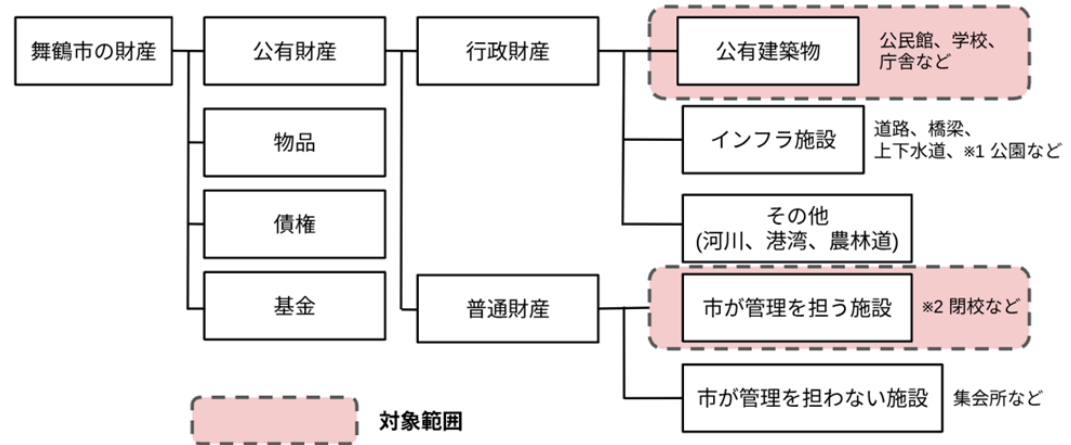 舞鶴市の財産
公有財産
行政財産
公有建築物
公民館、学校、
庁舎など
物品
インフラ施設
道路、橋梁、
上下水道、※1 公園など
債権
その他
(河川、港湾、農林道)
基金
普通財産
市が管理を担う施設
※2 閉校など
市が管理を担わない施設
集会所など
対象範囲